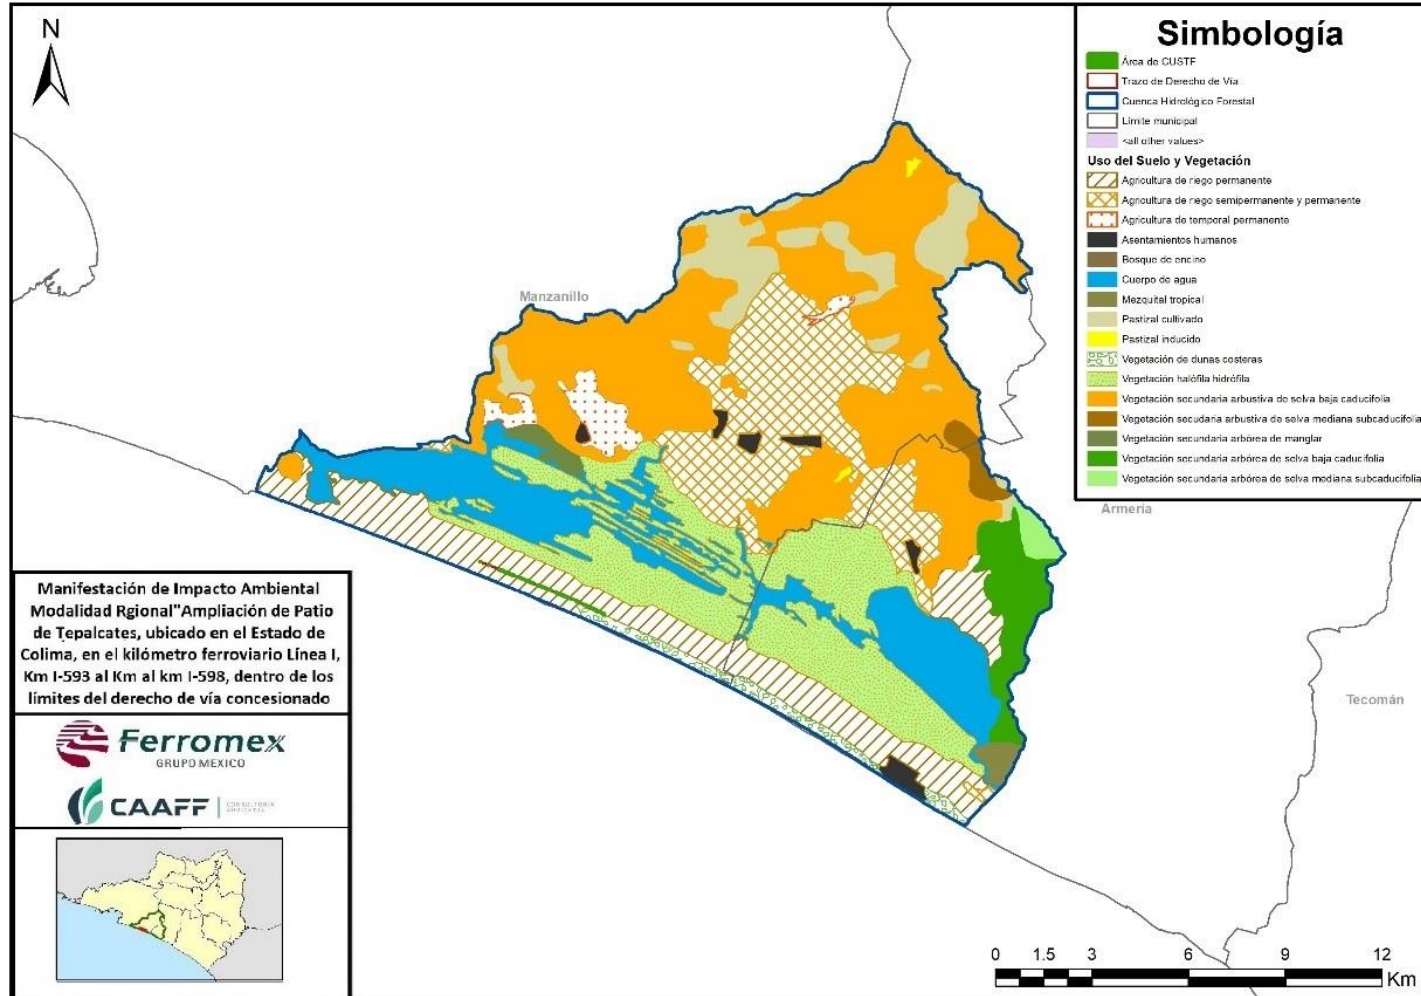 N
Simbología
Área de CUSTF
Trazo de Derecho de Vía
Cuenca Hidrológico Forestal
Límite municipal
<all other values>
Uso del Suelo y Vegetación
Agricultura de riego permanente
Agricultura de riego semipermanente y permanente
Agricultura de temporal permanente
Asentamientos humanos
Bosque de encino
Cuerpo de agua
Mezquital tropical
Pastizal cultivado
Pastizal inducido
Vegetación de dunas costeras
Vegetación halófila hidrófila
Vegetación secundaria arbustiva de selva baja caducifolia
Vegetación secudaria arbustiva de selva mediana subcaducifolia
Vegetación secundaria arbórea de manglar
Vegetación secundaria arbórea de selva baja caducifolia
Vegetación secundaria arbórea de selva mediana subcaducifolia
Manzanillo
Armería
Tecomán
Manifestación de Impacto Ambiental
Modalidad Rgional"Ampliación de Patio
de Tepalcates, ubicado en el Estado de
Colima, en el kilómetro ferroviario Línea I,
Km I-593 al Km al km I-598, dentro de los
límites del derecho de vía concesionado
Ferromex
GRUPO MEXICO
CAAFF
CONSULTORÍA
AMBIENTAL
0 1.5 3 6 9 12
Km